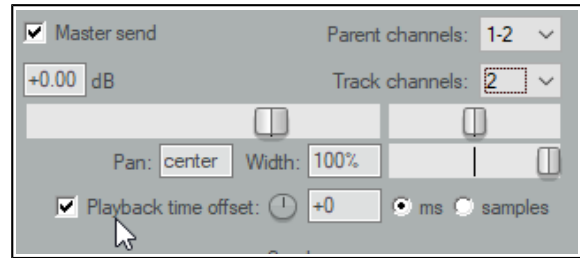 Master send Parent channels: 1-2
+0.00 dB Track channels: 2
Pan: center Width: 100%
Playback time offset: +0 ms samples